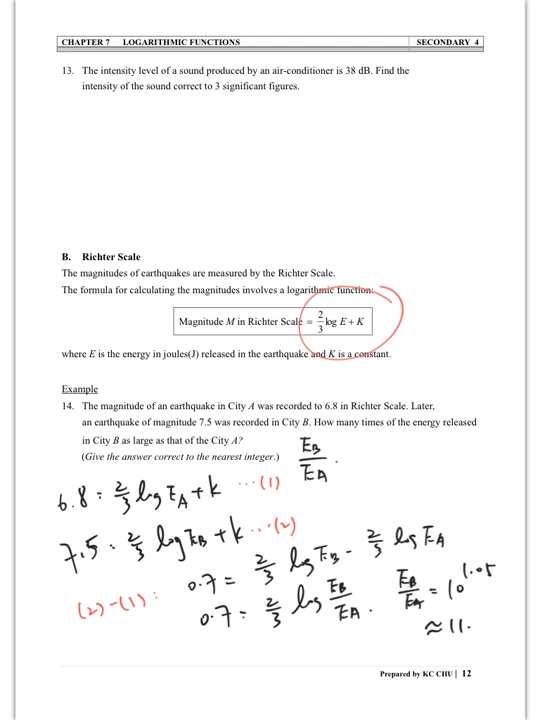 CHAPTER 7 LOGARITHMIC FUNCTIONS SECONDARY 4
13. The intensity level of a sound produced by an air-conditioner is 38 dB. Find the
intensity of the sound correct to 3 significant figures.
B. Richter Scale
The magnitudes of earthquakes are measured by the Richter Scale.
The formula for calculating the magnitudes involves a logarithmic function:
Magnitude M in Richter Scale = 2/3 log E + K
where E is the energy in joules(J) released in the earthquake and K is a constant.
Example
14. The magnitude of an earthquake in City A was recorded to 6.8 in Richter Scale. Later,
an earthquake of magnitude 7.5 was recorded in City B. How many times of the energy released
in City B as large as that of the City A?
(Give the answer correct to the nearest integer.)
E_B/E_A.
6.8 = 2/3 log E_A + k ...(1)
7.5 = 2/3 log E_B + k ...(2)
(2)-(1): 0.7 = 2/3 log E_B - 2/3 log E_A
0.7 = 2/3 log E_B/E_A.
E_B/E_A = 10^1.05
≈ 11.
Prepared by KC CHU | 12